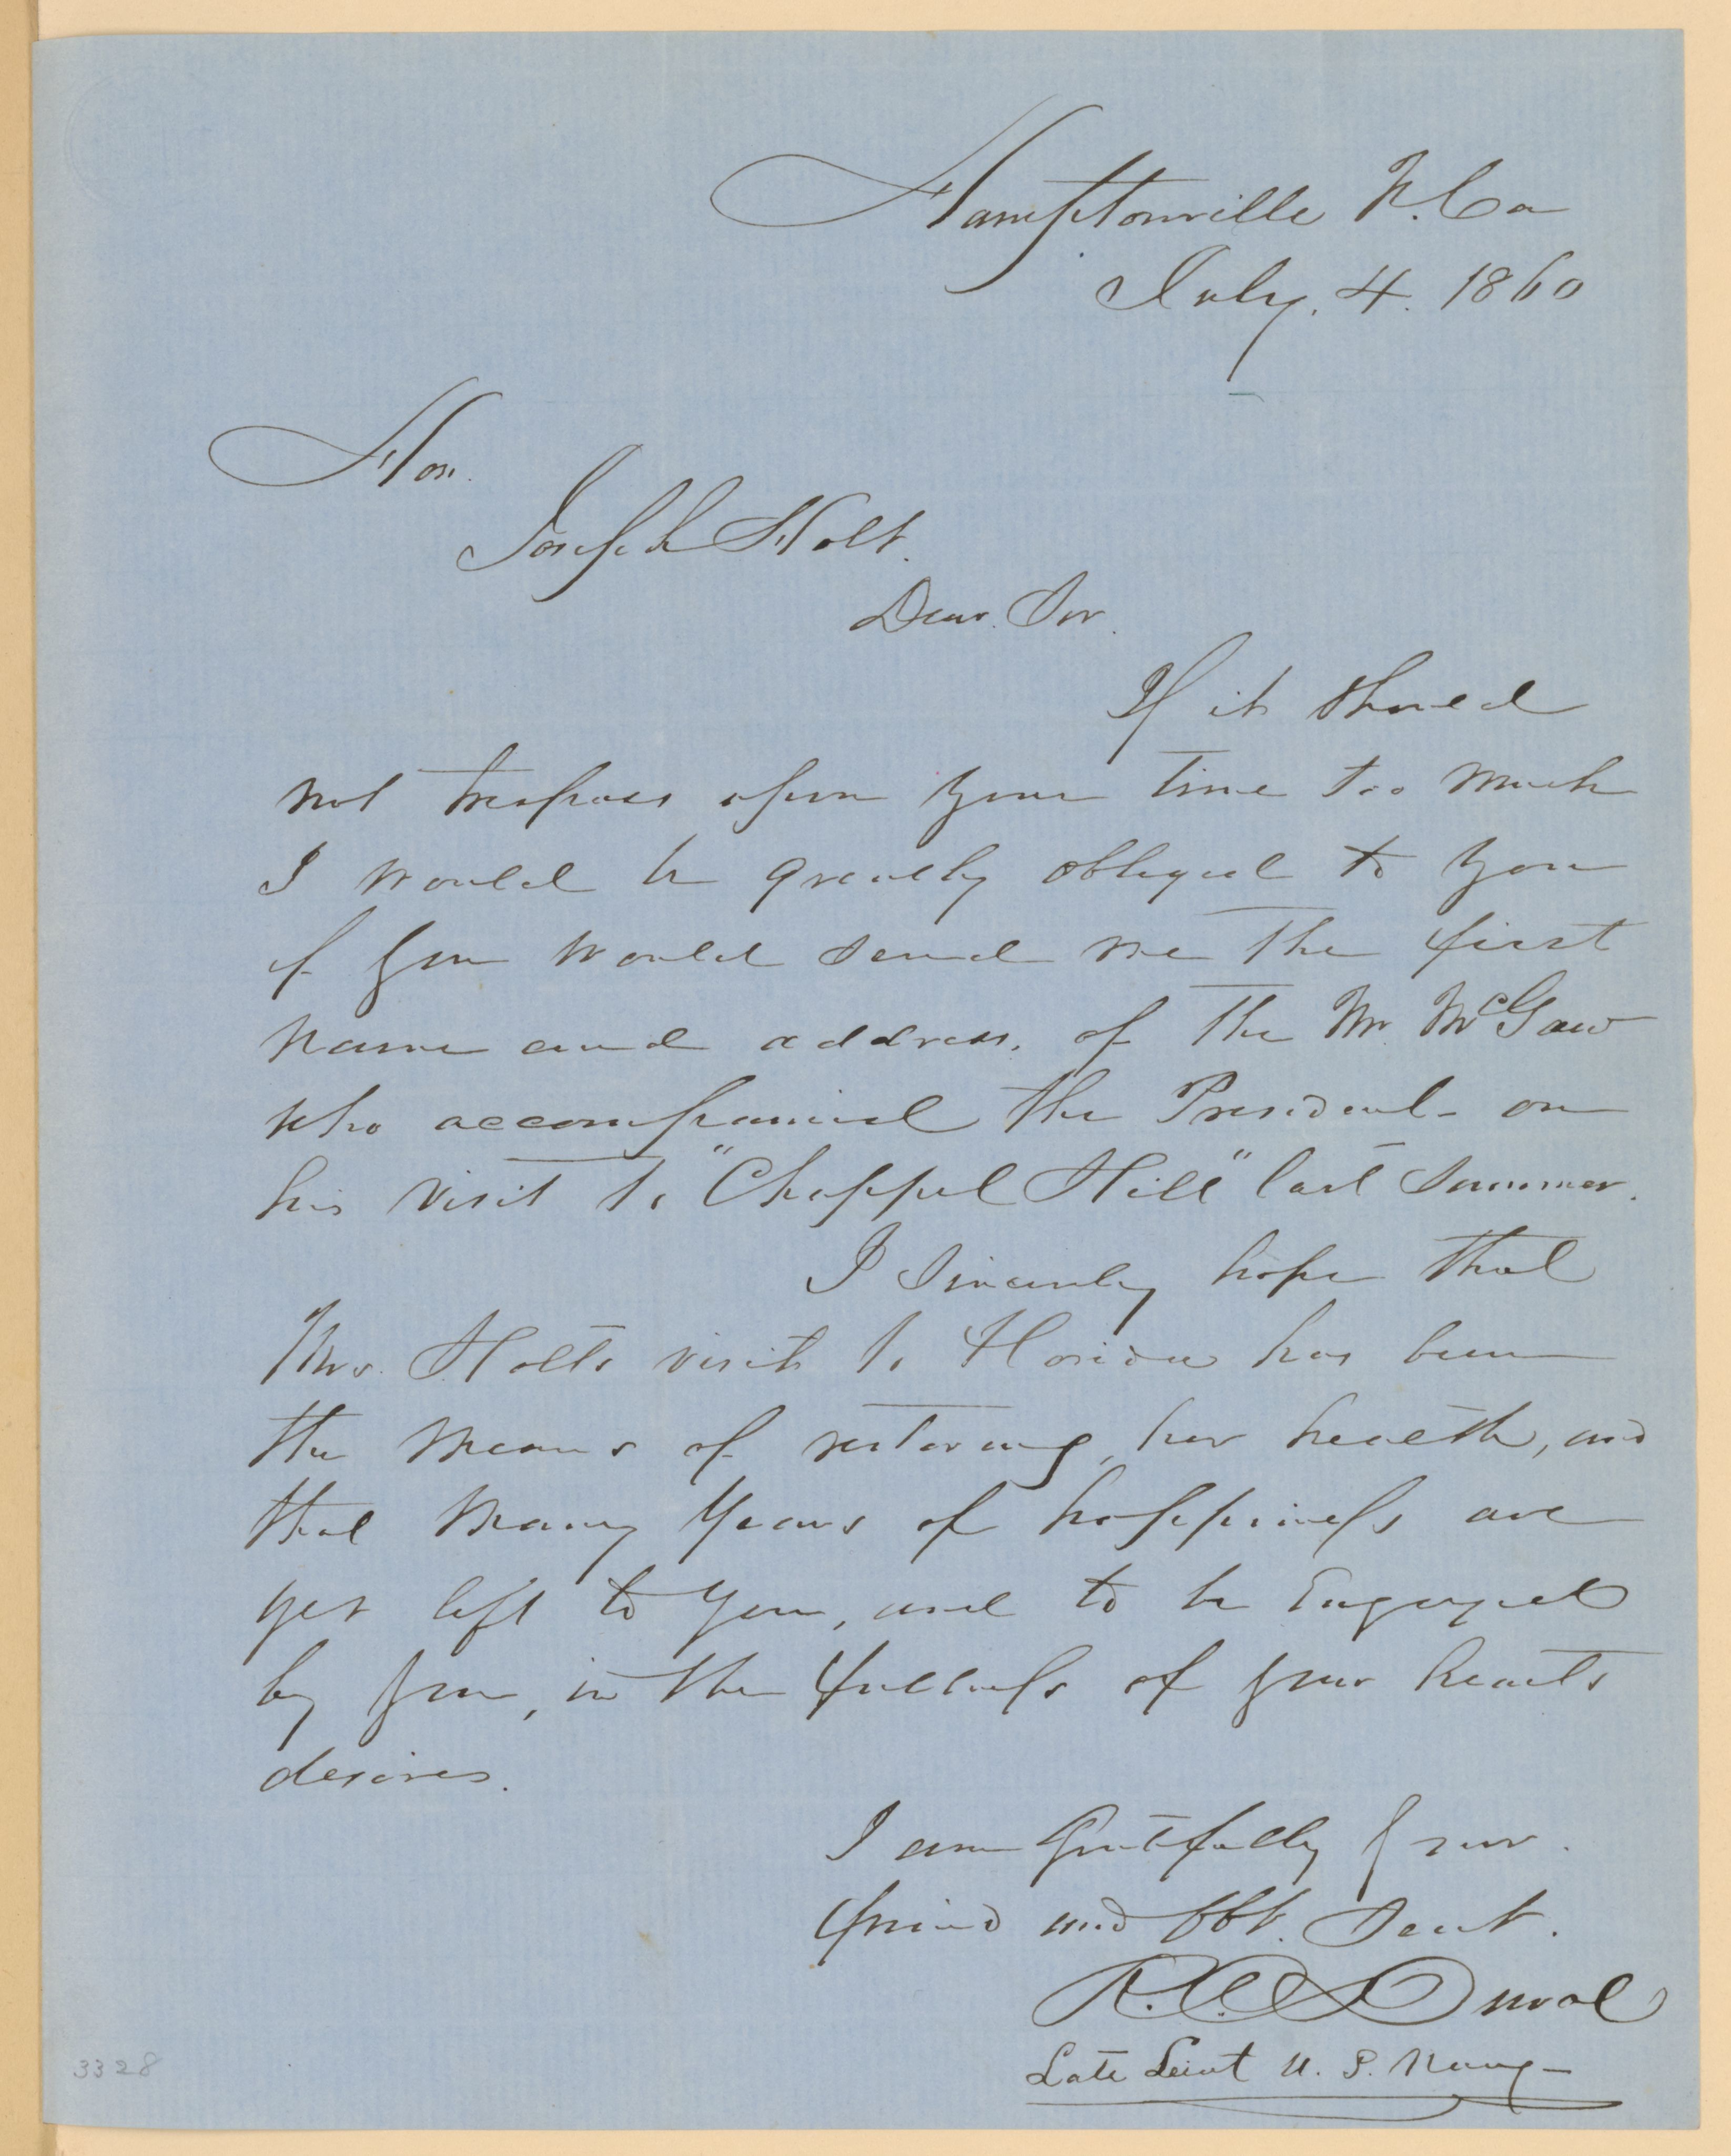 Hamptonville N. Ca
July. 4. 1860
Hon.
Joseph Holt.
Dear. Sir.
If it should
not trespass upon your time too much
I would be greatly obliged to you
if you would send me the first
name and address. of the Mr. McGaw
who accompanied the President on
his visit to "Chappel Hill" last summer.
I sincerely hope that
Mrs. Holts visit to Florida has been
the means of restoring her health, and
that many years of happiness are
yet left to you, and to be Engoyed
by you, in the fullness of your hearts
desires.
I am gratefully your.
friend and obt. Servt.
R. C. Duval
Late Leiut U. S. Navy
3328